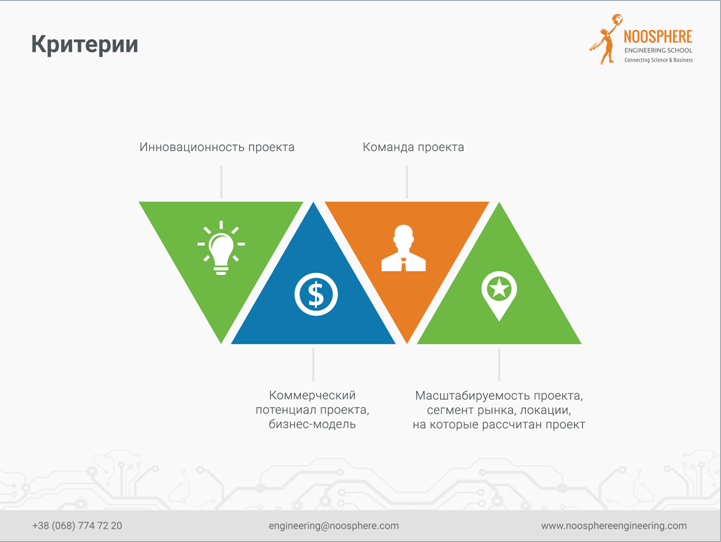 Критерии
NOOSPHERE
ENGINEERING SCHOOL
Connecting Science & Business
Инновационность проекта
Команда проекта
$
Коммерческий
потенциал проекта,
бизнес-модель
Масштабируемость проекта,
сегмент рынка, локации,
на которые рассчитан проект
+38 (068) 774 72 20
engineering@noosphere.com
www.noosphereengineering.com